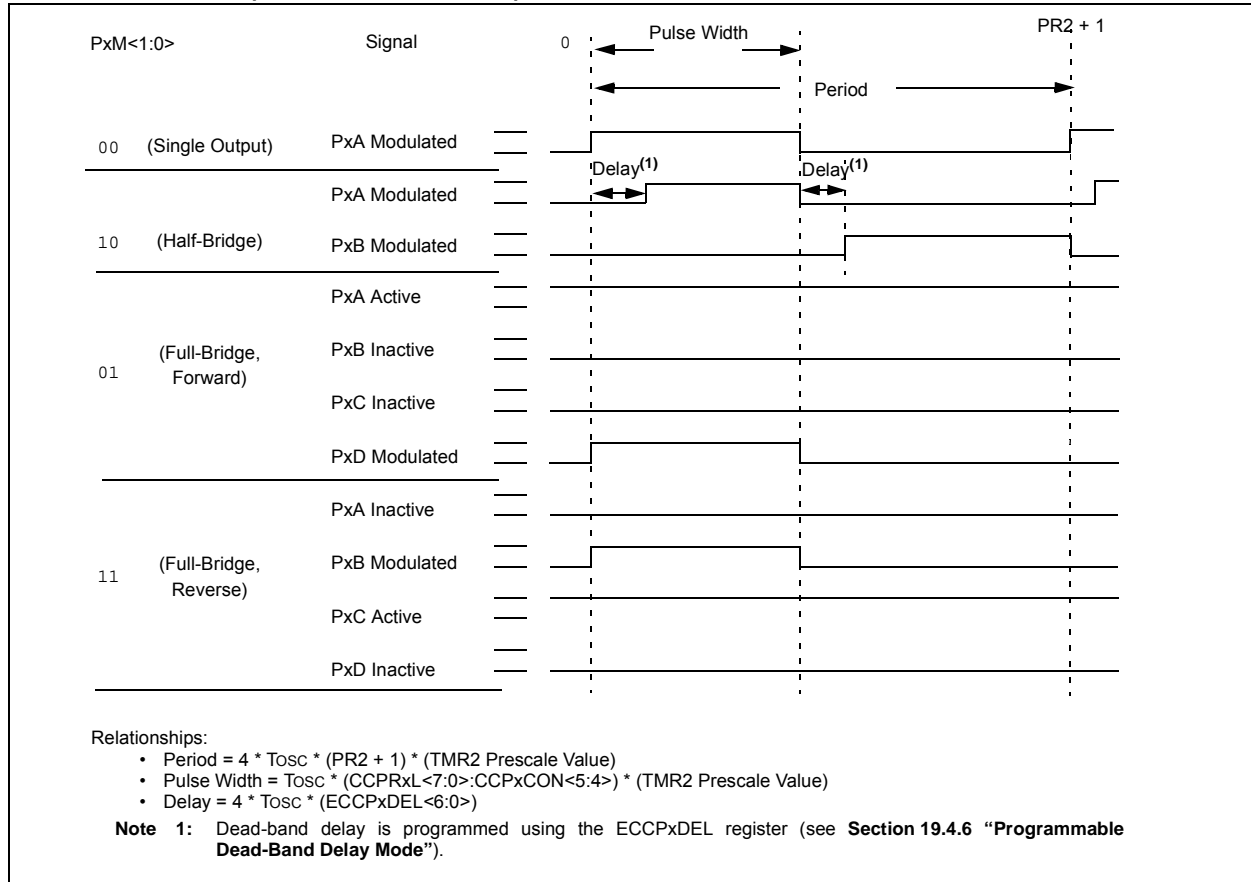 PxM<1:0> Signal 0 Pulse Width PR2 + 1
Period
00 (Single Output) PxA Modulated
Delay(1) Delay(1)
PxA Modulated
10 (Half-Bridge) PxB Modulated
PxA Active
01 (Full-Bridge, Forward) PxB Inactive
PxC Inactive
PxD Modulated
PxA Inactive
11 (Full-Bridge, Reverse) PxB Modulated
PxC Active
PxD Inactive
Relationships:
• Period = 4 * TOSC * (PR2 + 1) * (TMR2 Prescale Value)
• Pulse Width = TOSC * (CCPRxL<7:0>:CCPxCON<5:4>) * (TMR2 Prescale Value)
• Delay = 4 * TOSC * (ECCPxDEL<6:0>)
Note 1: Dead-band delay is programmed using the ECCPxDEL register (see Section 19.4.6 “Programmable
Dead-Band Delay Mode”).